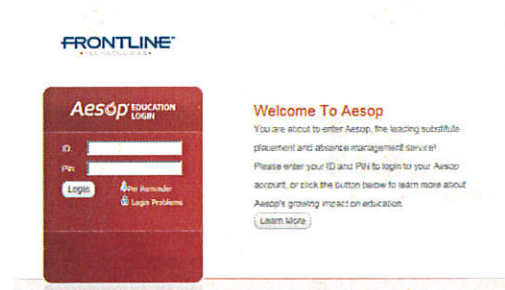 FRONTLINE
TECHNOLOGIES
Aesop EDUCATION
LOGIN
ID:
Pin:
Login
Pin Reminder
Login Problems
Welcome To Aesop
You are about to enter Aesop, the leading substitute
placement and absence management service!
Please enter your ID and PIN to login to your Aesop
account, or click the button below to learn more about
Aesop's growing impact on education.
Learn More